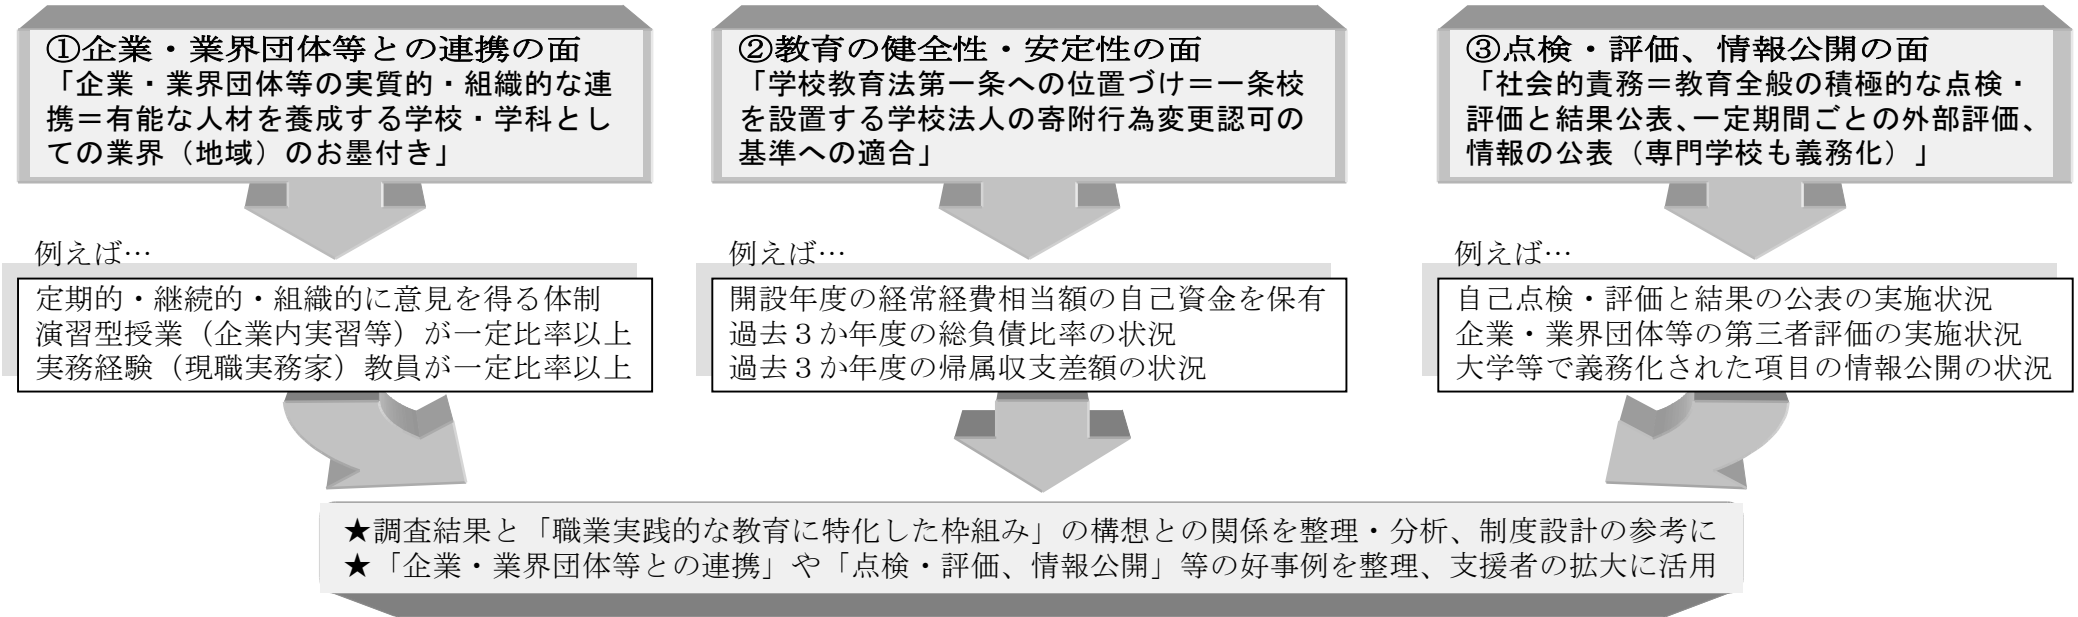 ①企業・業界団体等との連携の面
「企業・業界団体等の実質的・組織的な連
携＝有能な人材を養成する学校・学科とし
ての業界（地域）のお墨付き」
例えば…
定期的・継続的・組織的に意見を得る体制
演習型授業（企業内実習等）が一定比率以上
実務経験（現職実務家）教員が一定比率以上
②教育の健全性・安定性の面
「学校教育法第一条への位置づけ＝一条校
を設置する学校法人の寄附行為変更認可の
基準への適合」
例えば…
開設年度の経常経費相当額の自己資金を保有
過去３か年度の総負債比率の状況
過去３か年度の帰属収支差額の状況
③点検・評価、情報公開の面
「社会的責務＝教育全般の積極的な点検・
評価と結果公表、一定期間ごとの外部評価、
情報の公表（専門学校も義務化）」
例えば…
自己点検・評価と結果の公表の実施状況
企業・業界団体等の第三者評価の実施状況
大学等で義務化された項目の情報公開の状況
★調査結果と「職業実践的な教育に特化した枠組み」の構想との関係を整理・分析、制度設計の参考に
★「企業・業界団体等との連携」や「点検・評価、情報公開」等の好事例を整理、支援者の拡大に活用